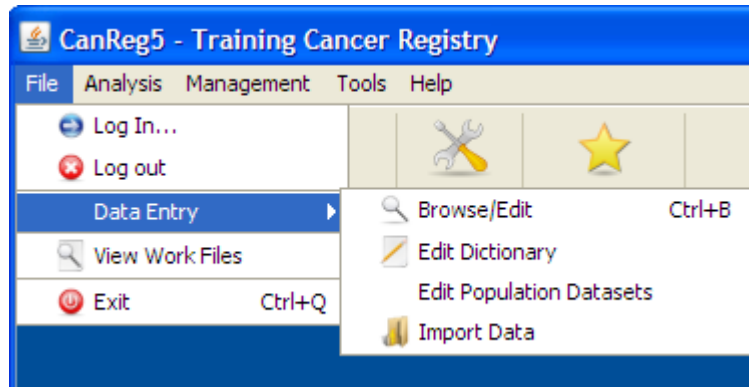 CanReg5 - Training Cancer Registry
File Analysis Management Tools Help
Log In...
Log out
Data Entry
Browse/Edit Ctrl+B
View Work Files
Edit Dictionary
Edit Population Datasets
Exit Ctrl+Q
Import Data